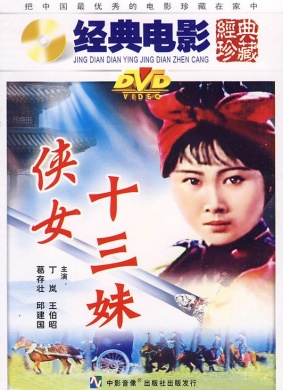 把中国最优秀的电影珍藏在家中
经典电影
JING DIAN DIAN YING JING DIAN ZHEN CANG
經典珍藏
DVD
VIDEO
侠女
十三妹
主演
丁岚 王伯昭
葛存壮 邱建国
中影音像出版社出版发行